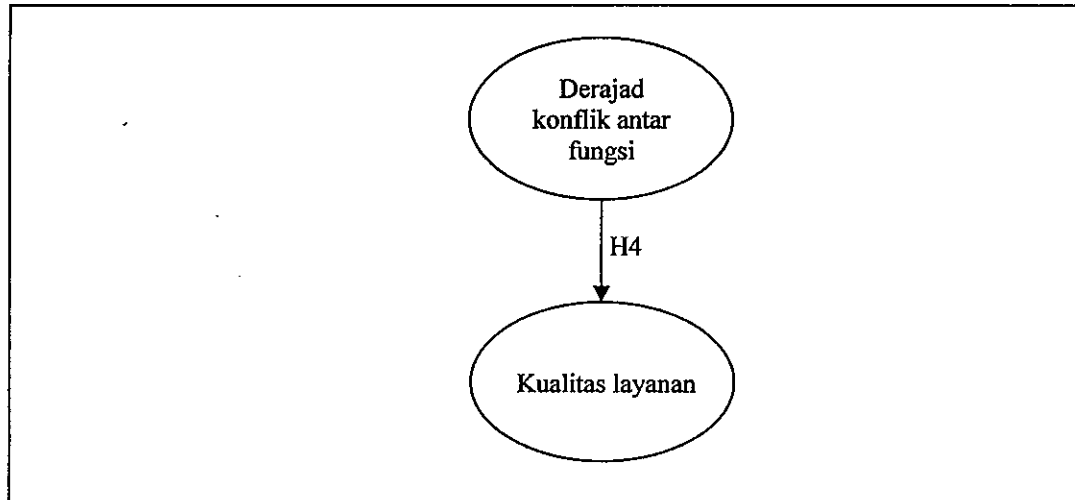 Derajad
konflik antar
fungsi
H4
Kualitas layanan